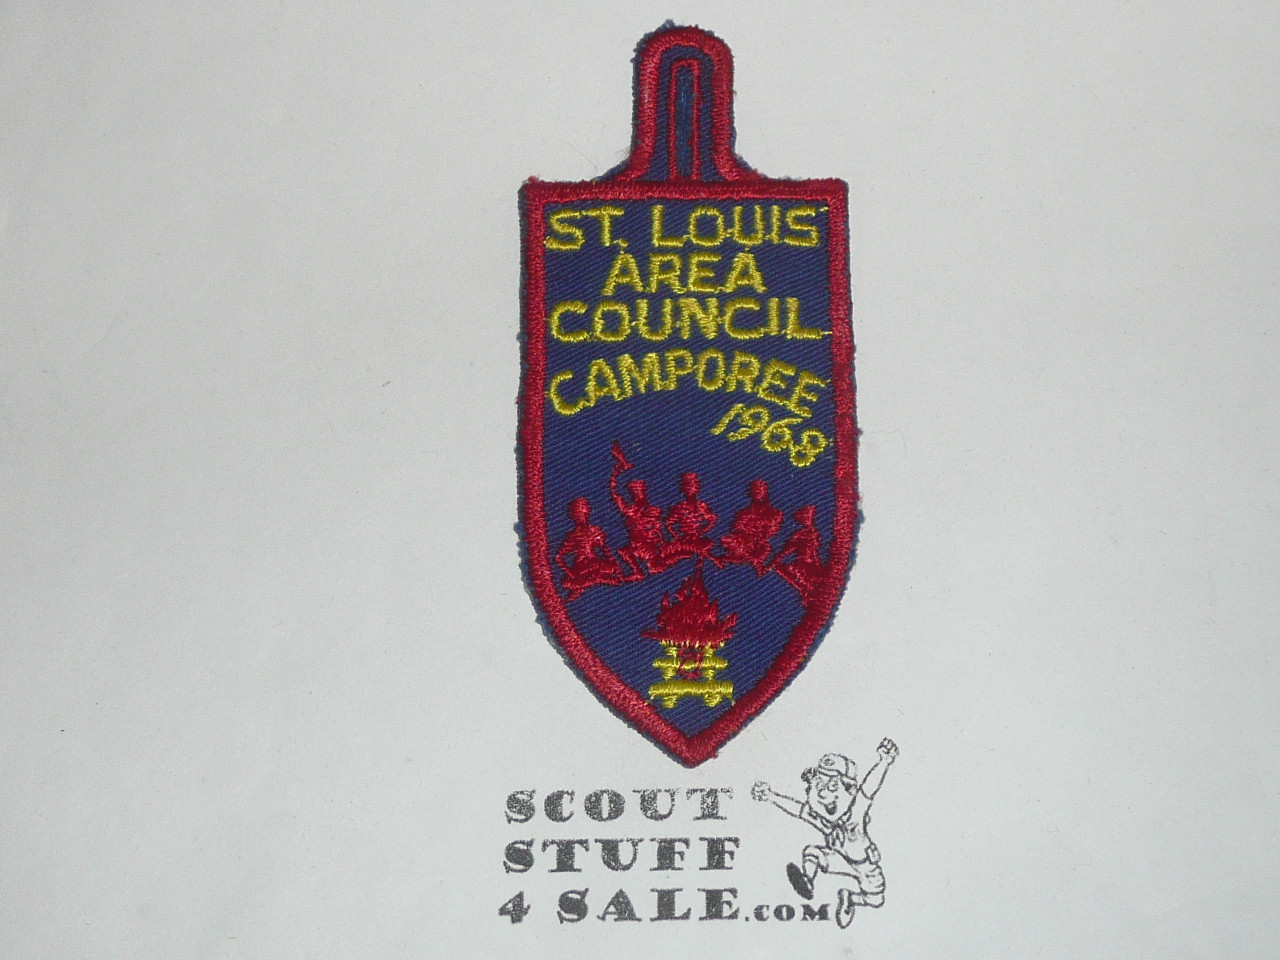 ST. LOUIS
AREA
COUNCIL
CAMPOREE
1968
SCOUT
STUFF
4 SALE.COM